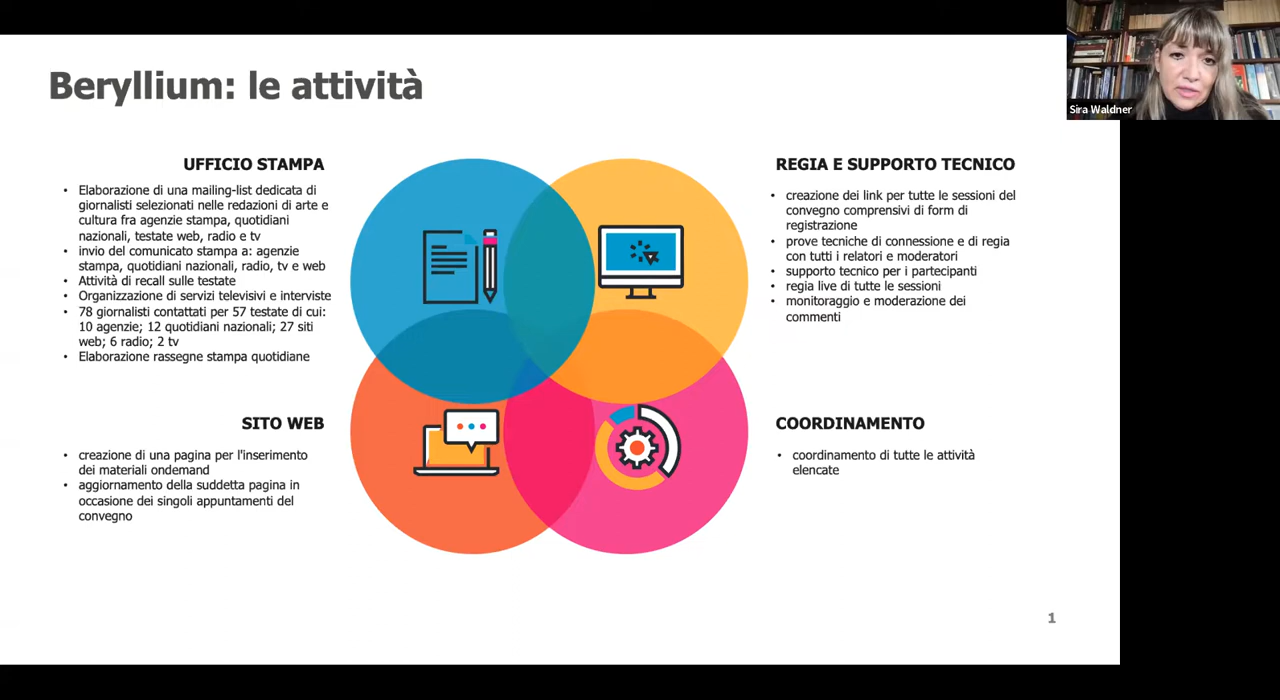 Beryllium: le attività
Sira Waldner
UFFICIO STAMPA
• Elaborazione di una mailing-list dedicata di
giornalisti selezionati nelle redazioni di arte e
cultura fra agenzie stampa, quotidiani
nazionali, testate web, radio e tv
• invio del comunicato stampa a: agenzie
stampa, quotidiani nazionali, radio, tv e web
• Attività di recall sulle testate
• Organizzazione di servizi televisivi e interviste
• 78 giornalisti contattati per 57 testate di cui:
10 agenzie; 12 quotidiani nazionali; 27 siti
web; 6 radio; 2 tv
• Elaborazione rassegne stampa quotidiane
REGIA E SUPPORTO TECNICO
• creazione dei link per tutte le sessioni del
convegno comprensivi di form di
registrazione
• prove tecniche di connessione e di regia
con tutti i relatori e moderatori
• supporto tecnico per i partecipanti
• regia live di tutte le sessioni
• monitoraggio e moderazione dei
commenti
SITO WEB
• creazione di una pagina per l'inserimento
dei materiali ondemand
• aggiornamento della suddetta pagina in
occasione dei singoli appuntamenti del
convegno
COORDINAMENTO
• coordinamento di tutte le attività
elencate
1